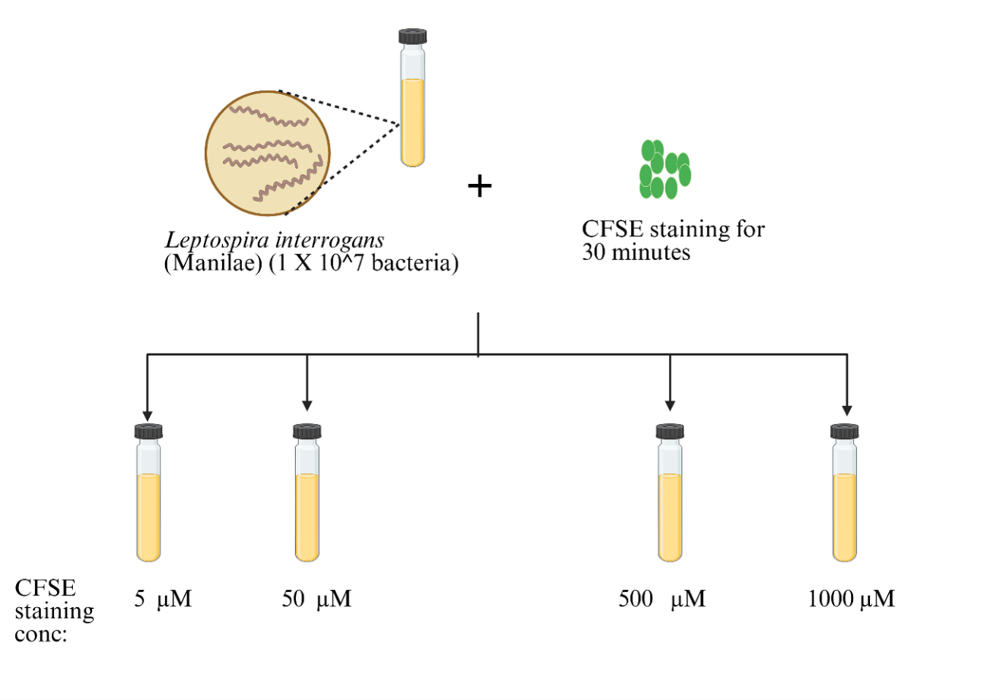 Leptospira interrogans
(Manilae) (1 X 10^7 bacteria)
+
CFSE staining for
30 minutes
CFSE
staining
conc:
5 μM
50 μM
500 μM
1000 μM